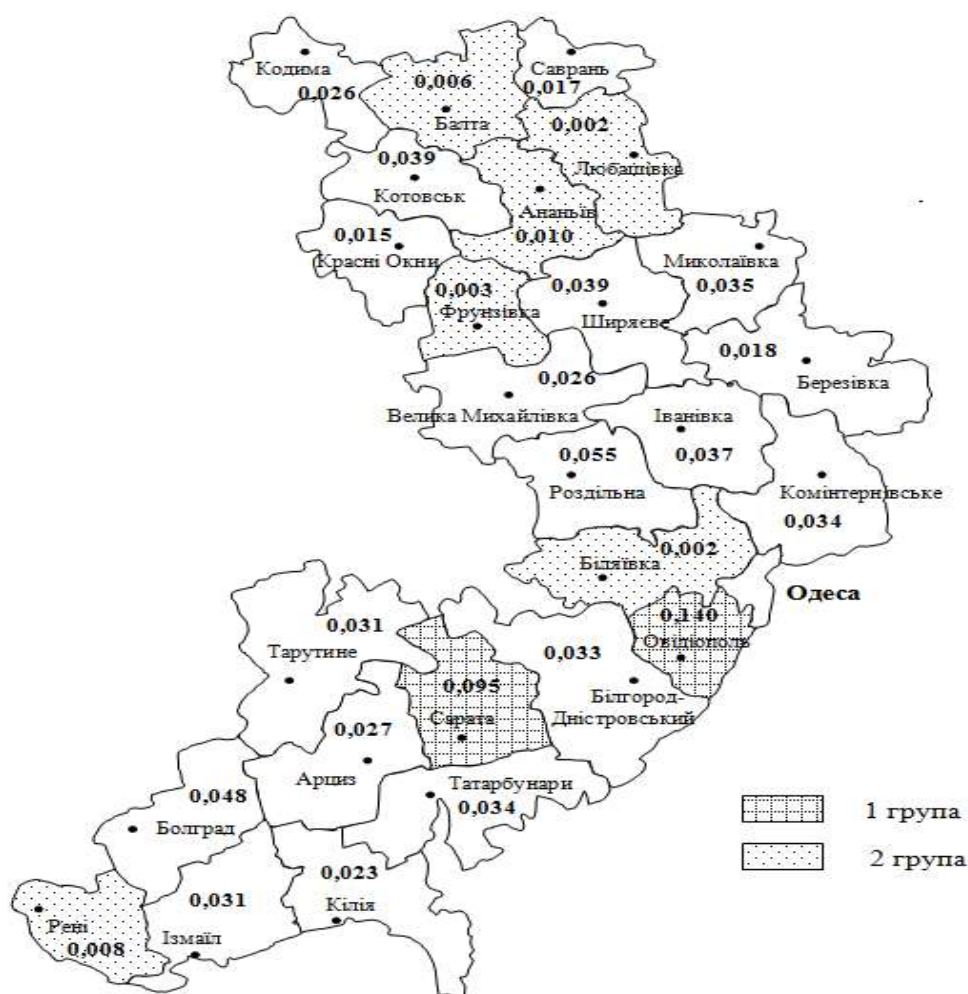 Кодима
0,026
0,006
Балта
Саврань
0,017
0,002
Любашівка
0,039
Котовськ
Ананьїв
0,010
0,015
Красні Окни
Миколаївка
0,035
0,003
Фрунзівка
0,039
Ширяєве
0,018
Березівка
0,026
Велика Михайлівка
Іванівка
0,037
0,055
Роздільна
Комінтернівське
0,034
0,002
Біляївка
Одеса
0,140
Овідіополь
0,031
Тарутине
0,033
Білгород-
Дністровський
0,095
Сарата
0,027
Арциз
Татарбунари
0,034
0,048
Болград
0,023
Кілія
0,031
Ізмаїл
Рені
0,008
1 група
2 група